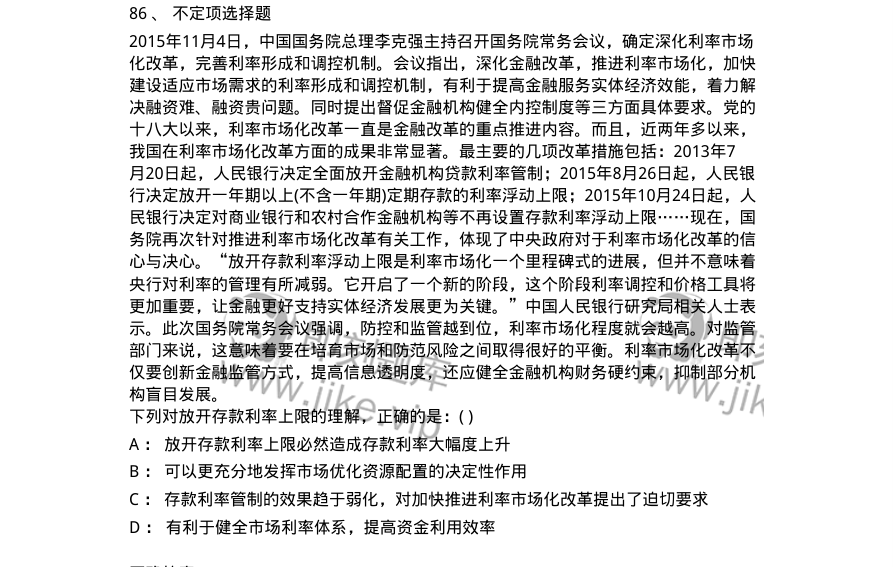 86 、 不定项选择题
2015年11月4日，中国国务院总理李克强主持召开国务院常务会议，确定深化利率市场
化改革，完善利率形成和调控机制。会议指出，深化金融改革，推进利率市场化，加快
建设适应市场需求的利率形成和调控机制，有利于提高金融服务实体经济效能，着力解
决融资难、融资贵问题。同时提出督促金融机构健全内控制度等三方面具体要求。党的
十八大以来，利率市场化改革一直是金融改革的重点推进内容。而且，近两年多以来，
我国在利率市场化改革方面的成果非常显著。最主要的几项改革措施包括：2013年7
月20日起，人民银行决定全面放开金融机构贷款利率管制；2015年8月26日起，人民银
行决定放开一年期以上(不含一年期)定期存款的利率浮动上限；2015年10月24日起，人
民银行决定对商业银行和农村合作金融机构等不再设置存款利率浮动上限……现在，国
务院再次针对推进利率市场化改革有关工作，体现了中央政府对于利率市场化改革的信
心与决心。“放开存款利率浮动上限是利率市场化一个里程碑式的进展，但并不意味着
央行对利率的管理有所减弱。它开启了一个新的阶段，这个阶段利率调控和价格工具将
更加重要，让金融更好支持实体经济发展更为关键。”中国人民银行研究局相关人士表
示。此次国务院常务会议强调，防控和监管越到位，利率市场化程度就会越高。对监管
部门来说，这意味着要在培育市场和防范风险之间取得很好的平衡。利率市场化改革不
仅要创新金融监管方式，提高信息透明度，还应健全金融机构财务硬约束，抑制部分机
构盲目发展。
下列对放开存款利率上限的理解，正确的是：( )
A： 放开存款利率上限必然造成存款利率大幅度上升
B： 可以更充分地发挥市场优化资源配置的决定性作用
C： 存款利率管制的效果趋于弱化，对加快推进利率市场化改革提出了迫切要求
D： 有利于健全市场利率体系，提高资金利用效率
即刻题库
www.jike.vip
即刻
www.jik